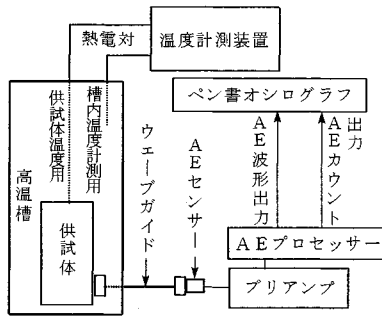 熱電対
温度計測装置
ペン書オシログラフ
供試体温度用
槽内温度計測用
高温槽
供試体
ウェーブガイド
AEセンサー
AE波形出力
AEカウント
出力
AEプロセッサー
プリアンプ